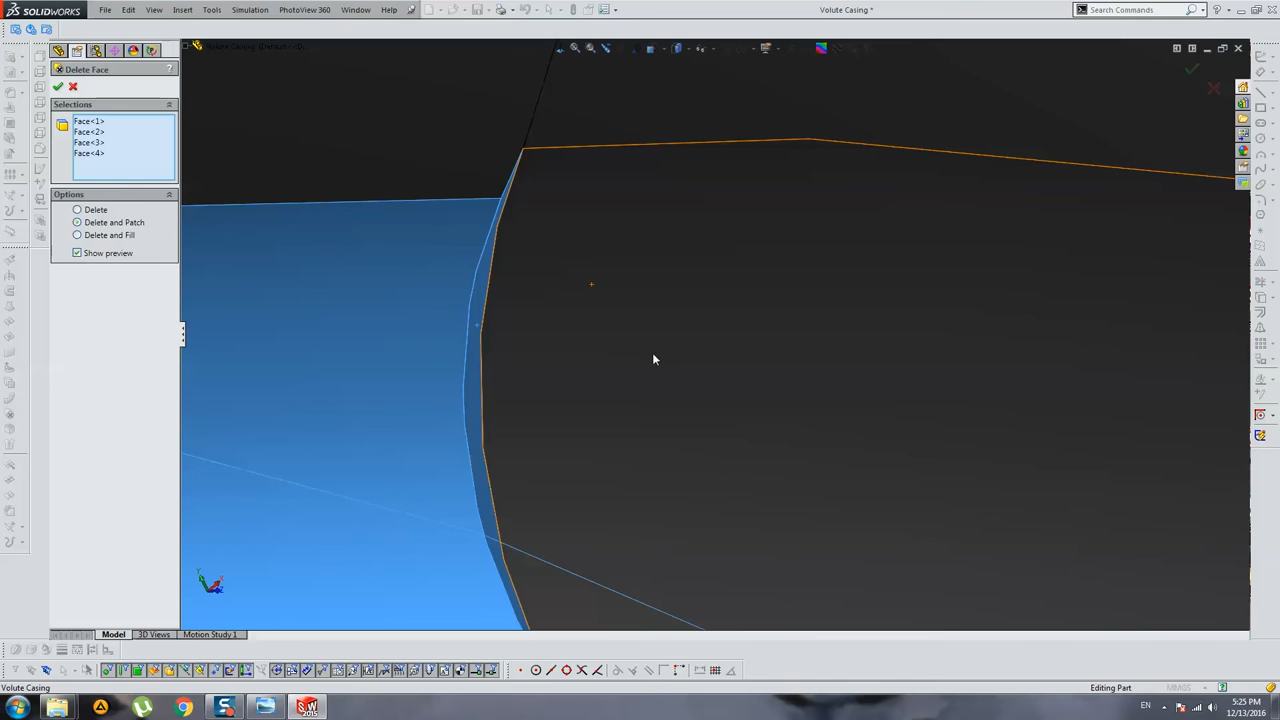 SOLIDWORKS
File Edit View Insert Tools Simulation PhotoView 360 Window Help
Volute Casing *
Search Commands
Delete Face
?
Selections
Face<1>
Face<2>
Face<3>
Face<4>
Options
Delete
Delete and Patch
Delete and Fill
Show preview
Model
3D Views
Motion Study 1
Volute Casing
Editing Part
MMGS
EN
5:25 PM
12/13/2016